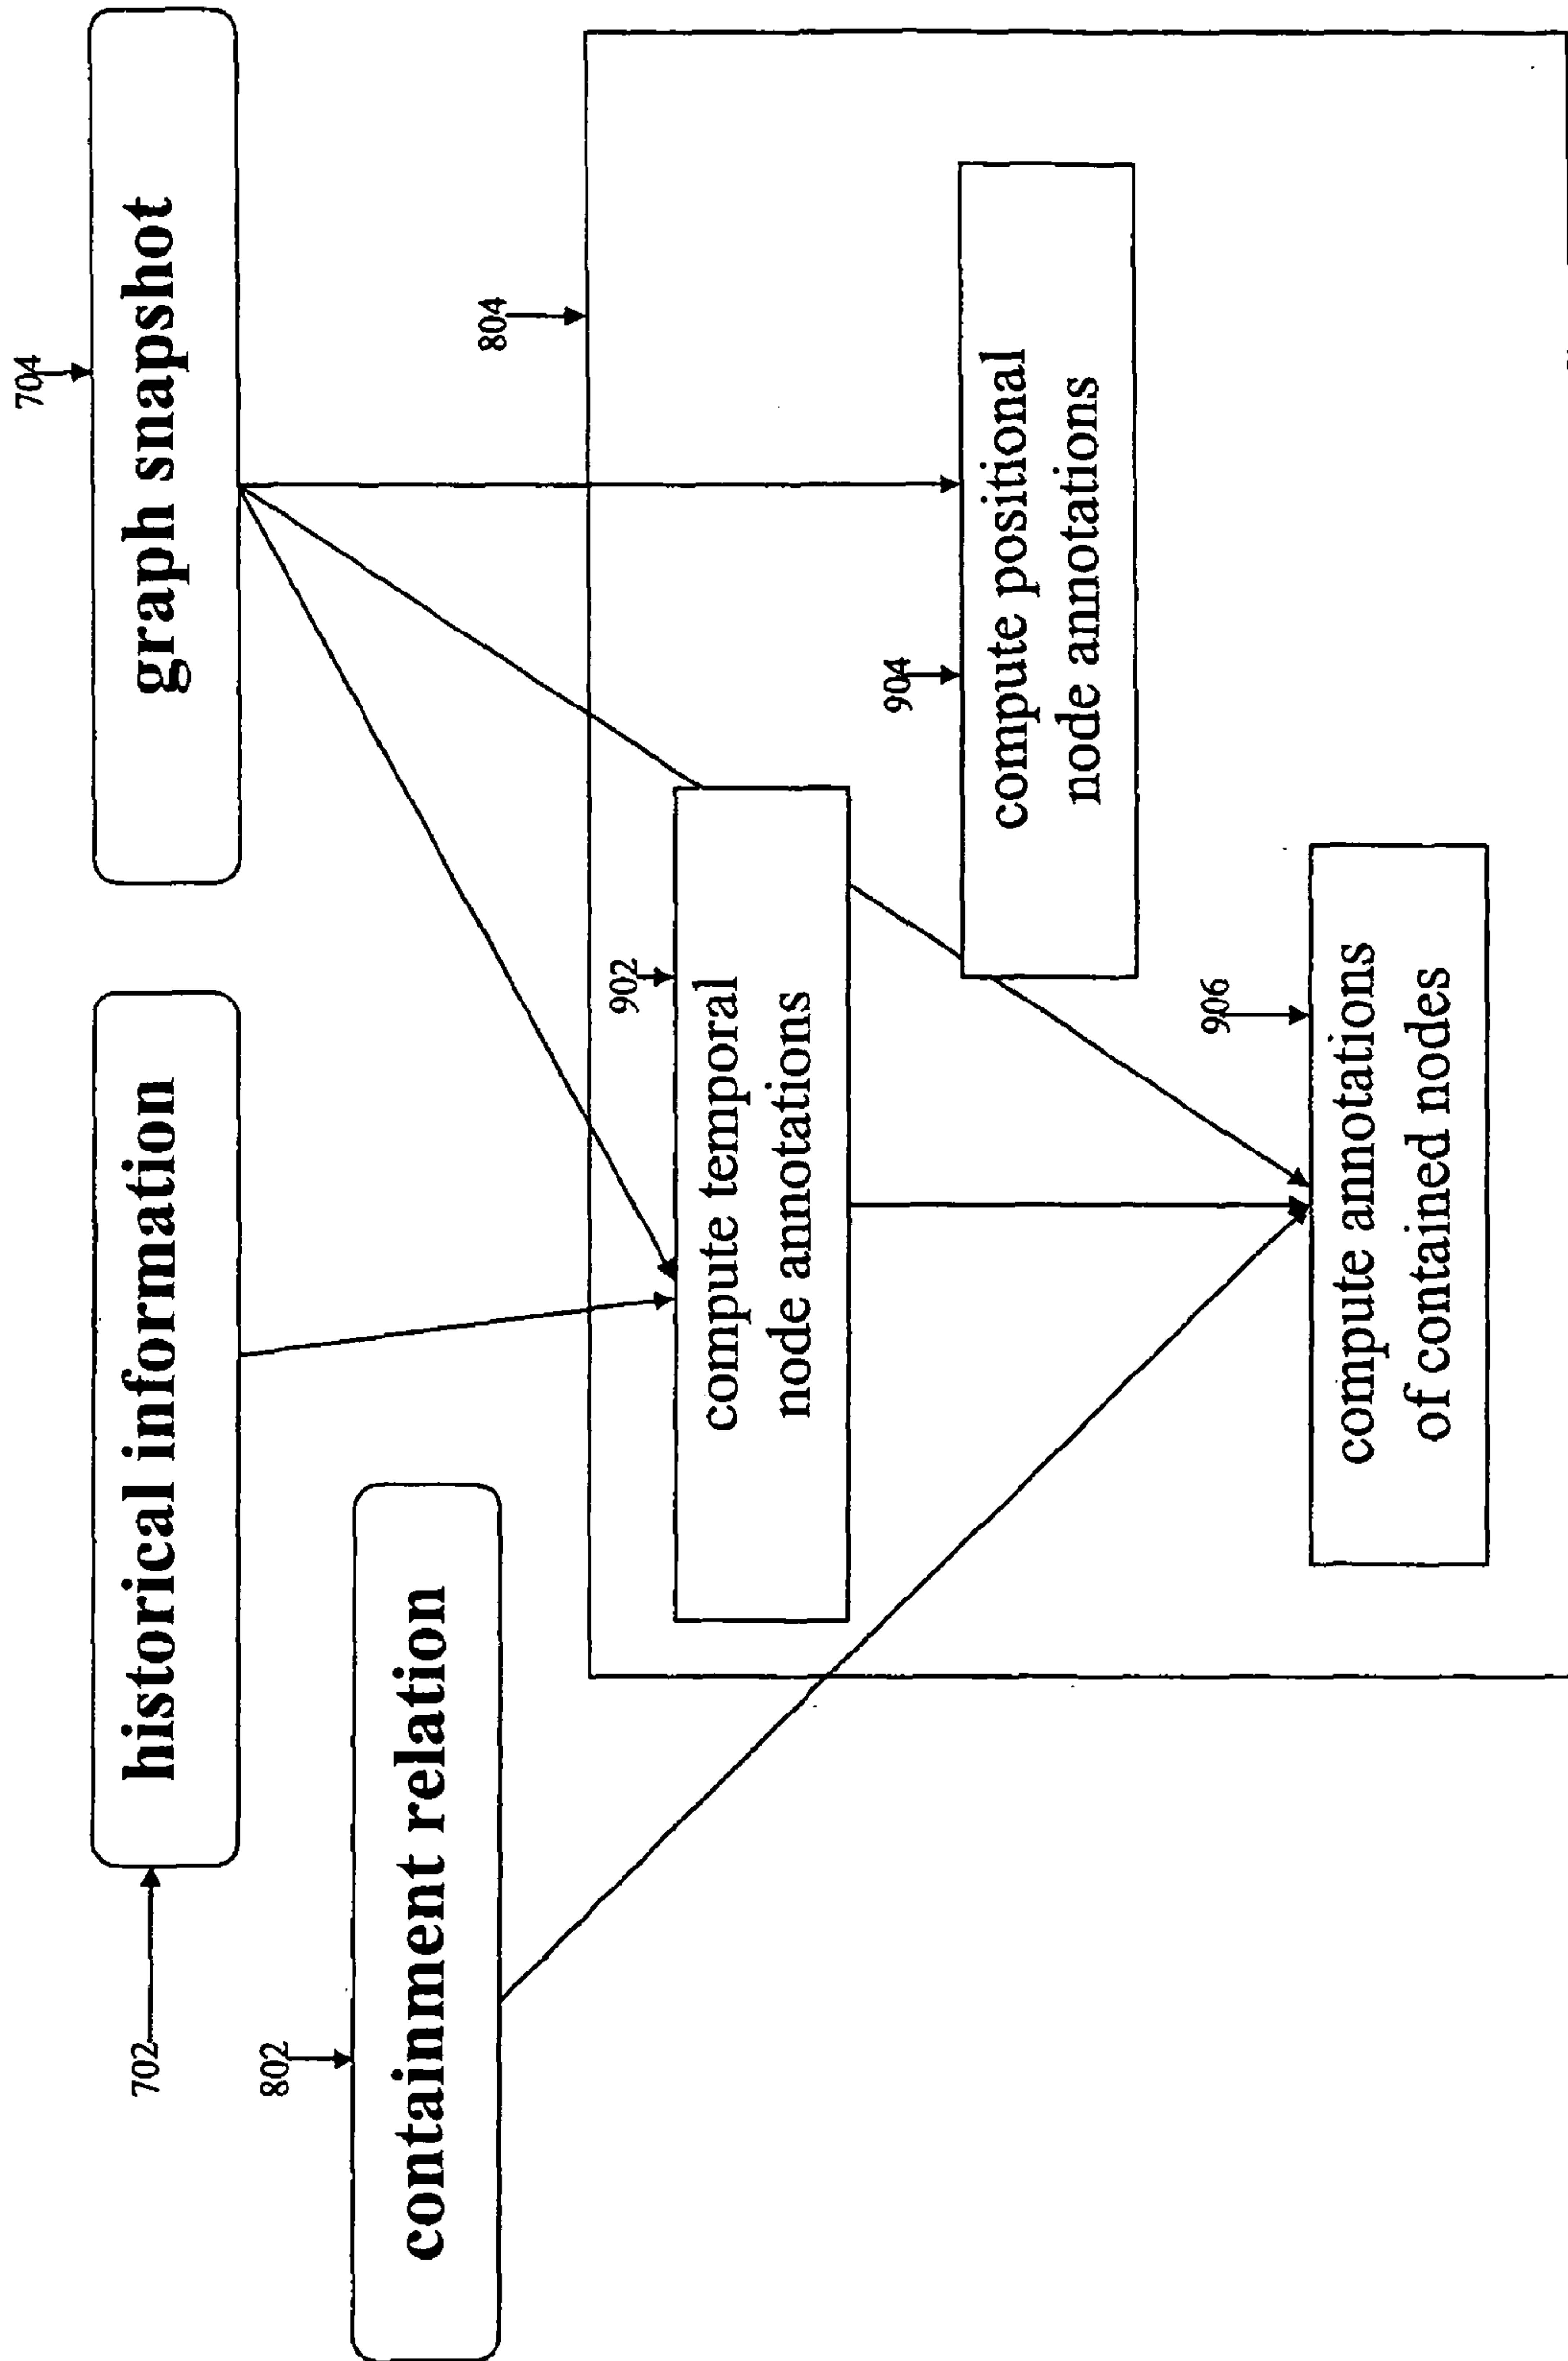 704
702
historical information
graph snapshot
802
containment relation
804
902
compute temporal
node annotations
904
compute positional
node annotations
906
compute annotations
of contained nodes